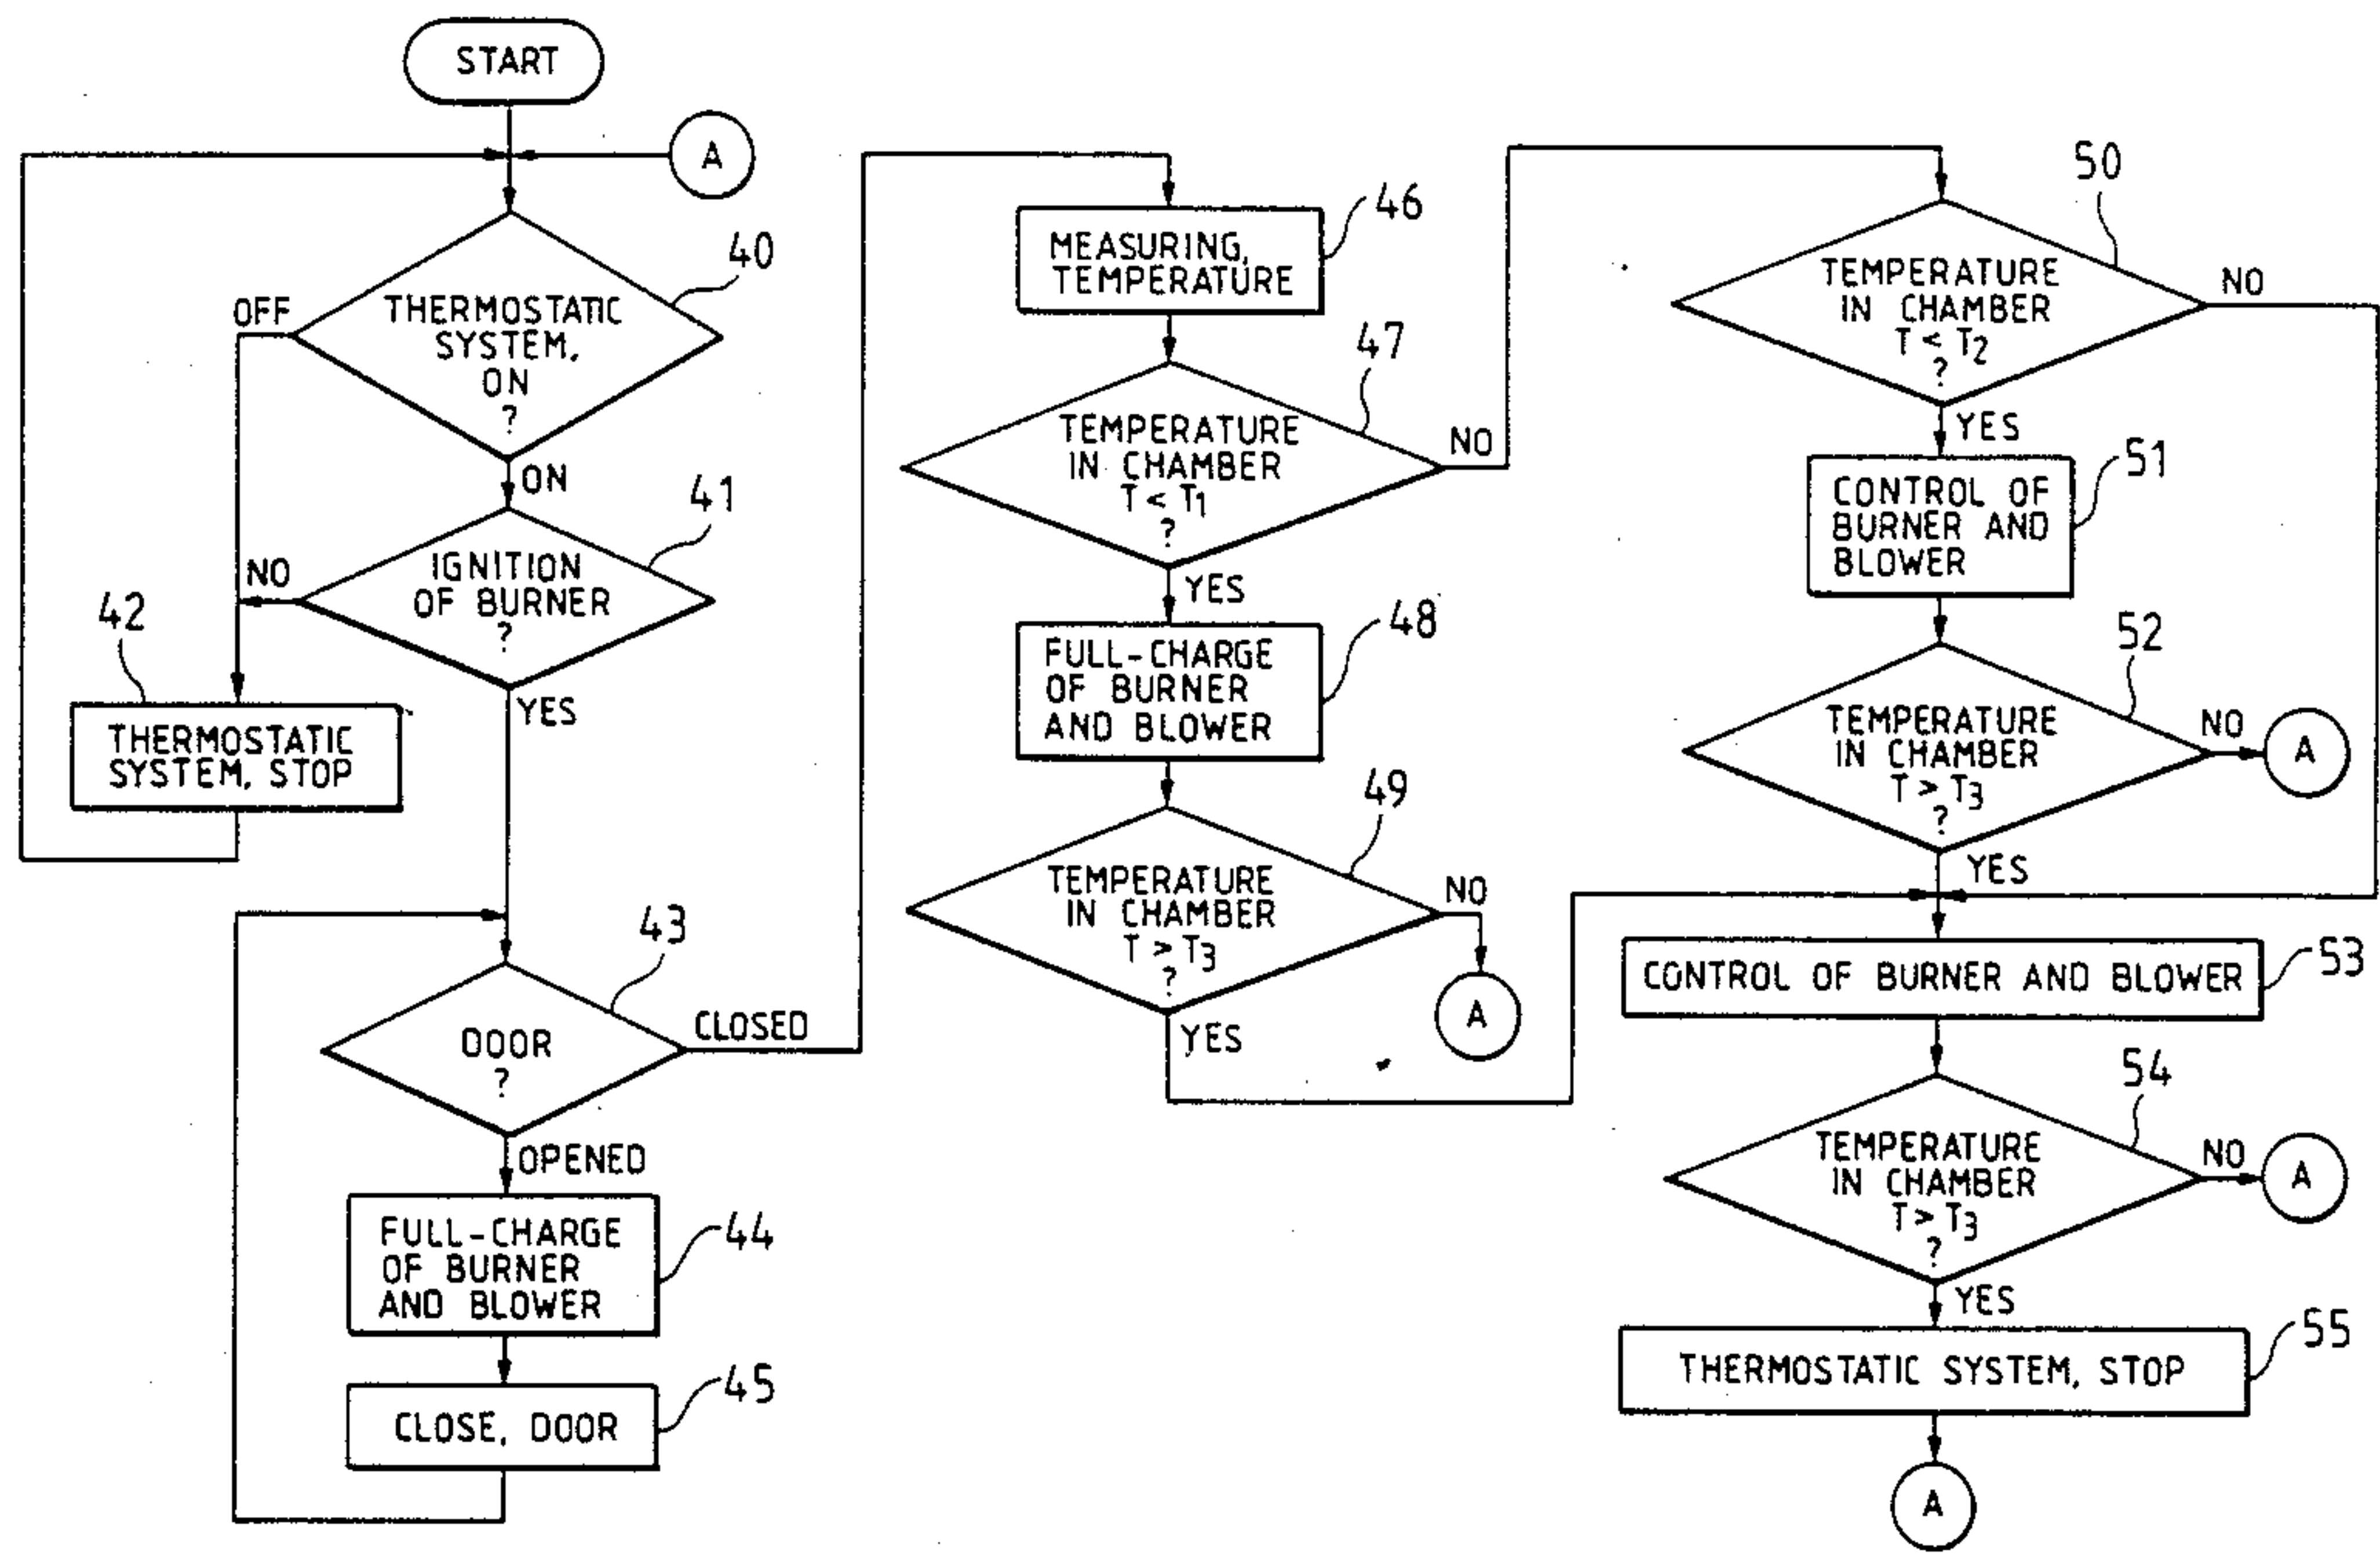 START
A
40
OFF
THERMOSTATIC
SYSTEM,
ON
?
ON
41
NO
IGNITION
OF BURNER
?
YES
42
THERMOSTATIC
SYSTEM, STOP
43
DOOR
?
CLOSED
OPENED
44
FULL-CHARGE
OF BURNER
AND BLOWER
45
CLOSE, DOOR
46
MEASURING,
TEMPERATURE
47
TEMPERATURE
IN CHAMBER
T < T1
?
NO
YES
48
FULL-CHARGE
OF BURNER
AND BLOWER
49
TEMPERATURE
IN CHAMBER
T > T3
?
NO
A
YES
50
TEMPERATURE
IN CHAMBER
T < T2
?
NO
YES
51
CONTROL OF
BURNER AND
BLOWER
52
TEMPERATURE
IN CHAMBER
T > T3
?
NO
A
YES
53
CONTROL OF BURNER AND BLOWER
54
TEMPERATURE
IN CHAMBER
T > T3
?
NO
A
YES
55
THERMOSTATIC SYSTEM, STOP
A